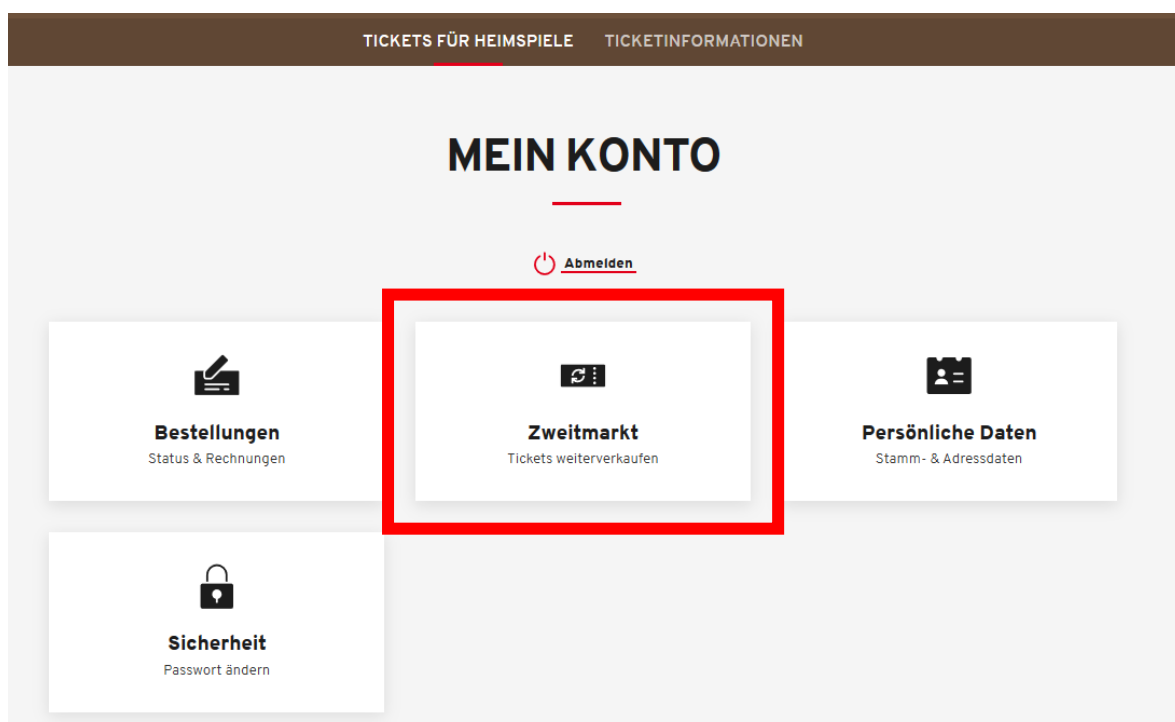 TICKETS FÜR HEIMSPIELE TICKETINFORMATIONEN
MEIN KONTO
Abmelden
Bestellungen
Status & Rechnungen
Zweitmarkt
Tickets weiterverkaufen
Persönliche Daten
Stamm- & Adressdaten
Sicherheit
Passwort ändern